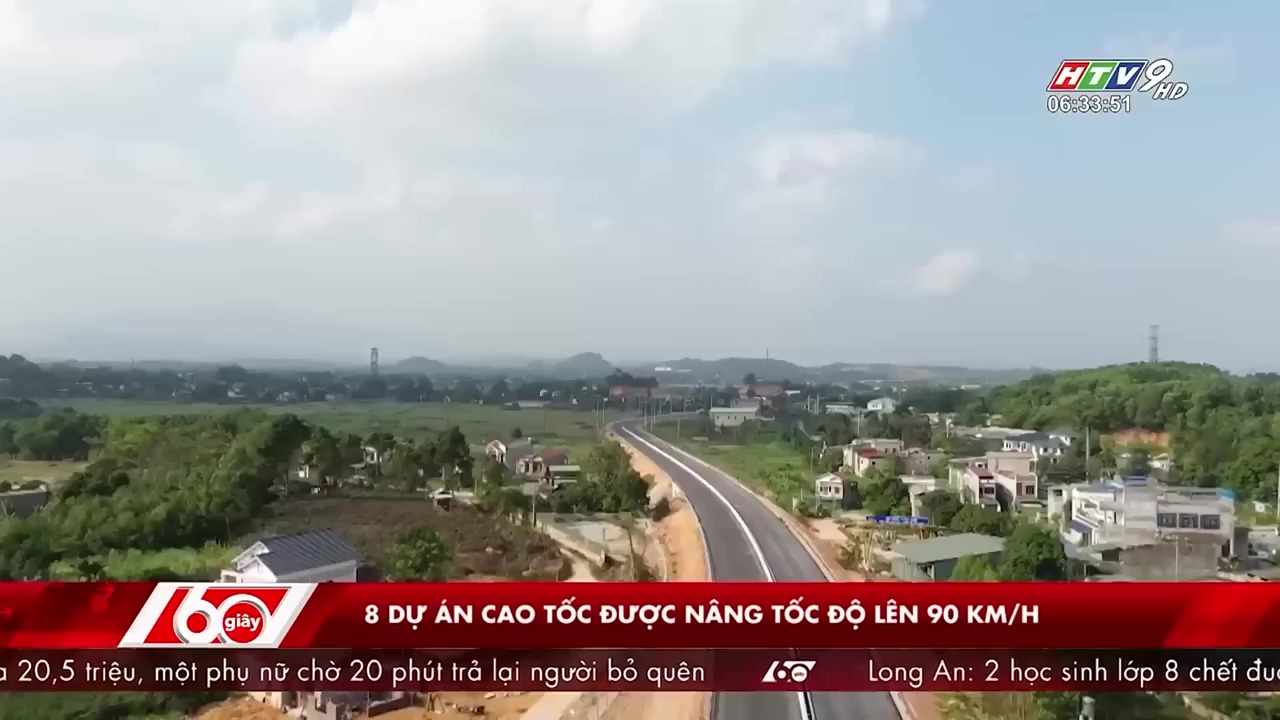 HTV9 HD
06:33:51
60 giây
8 DỰ ÁN CAO TỐC ĐƯỢC NÂNG TỐC ĐỘ LÊN 90 KM/H
20,5 triệu, một phụ nữ chờ 20 phút trả lại người bỏ quên 60 giây Long An: 2 học sinh lớp 8 chết